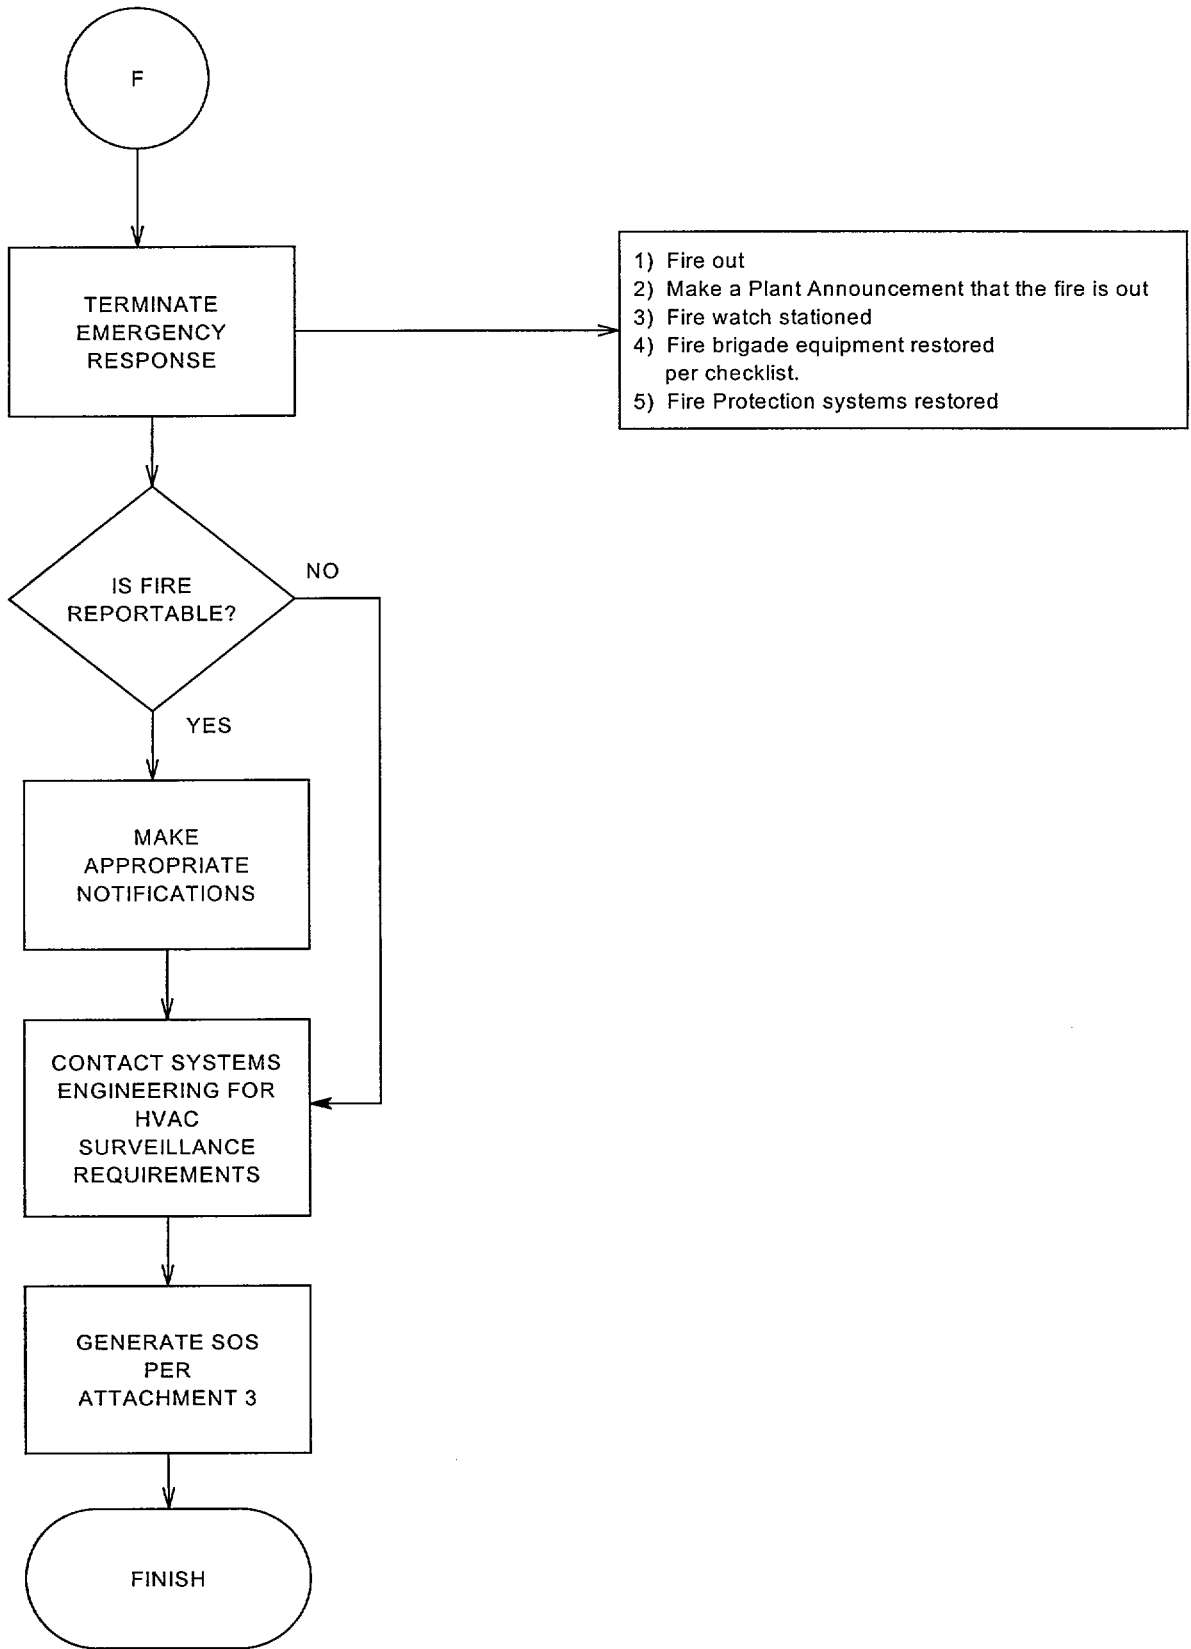 F
TERMINATE
EMERGENCY
RESPONSE
1) Fire out
2) Make a Plant Announcement that the fire is out
3) Fire watch stationed
4) Fire brigade equipment restored
per checklist.
5) Fire Protection systems restored
IS FIRE
REPORTABLE?
NO
YES
MAKE
APPROPRIATE
NOTIFICATIONS
CONTACT SYSTEMS
ENGINEERING FOR
HVAC
SURVEILLANCE
REQUIREMENTS
GENERATE SOS
PER
ATTACHMENT 3
FINISH